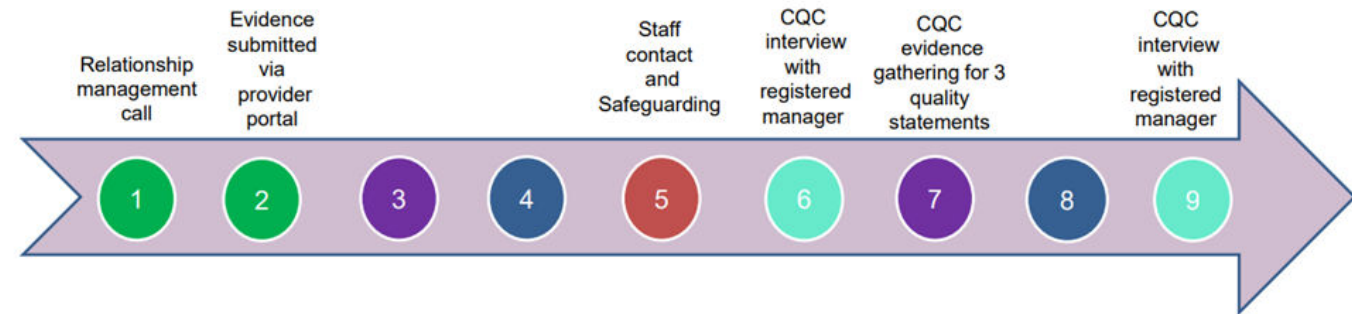 Relationship
management
call
Evidence
submitted
via
provider
portal
Staff
contact
and
Safeguarding
CQC
interview
with
registered
manager
CQC
evidence
gathering for 3
quality
statements
CQC
interview
with
registered
manager
1
2
3
4
5
6
7
8
9